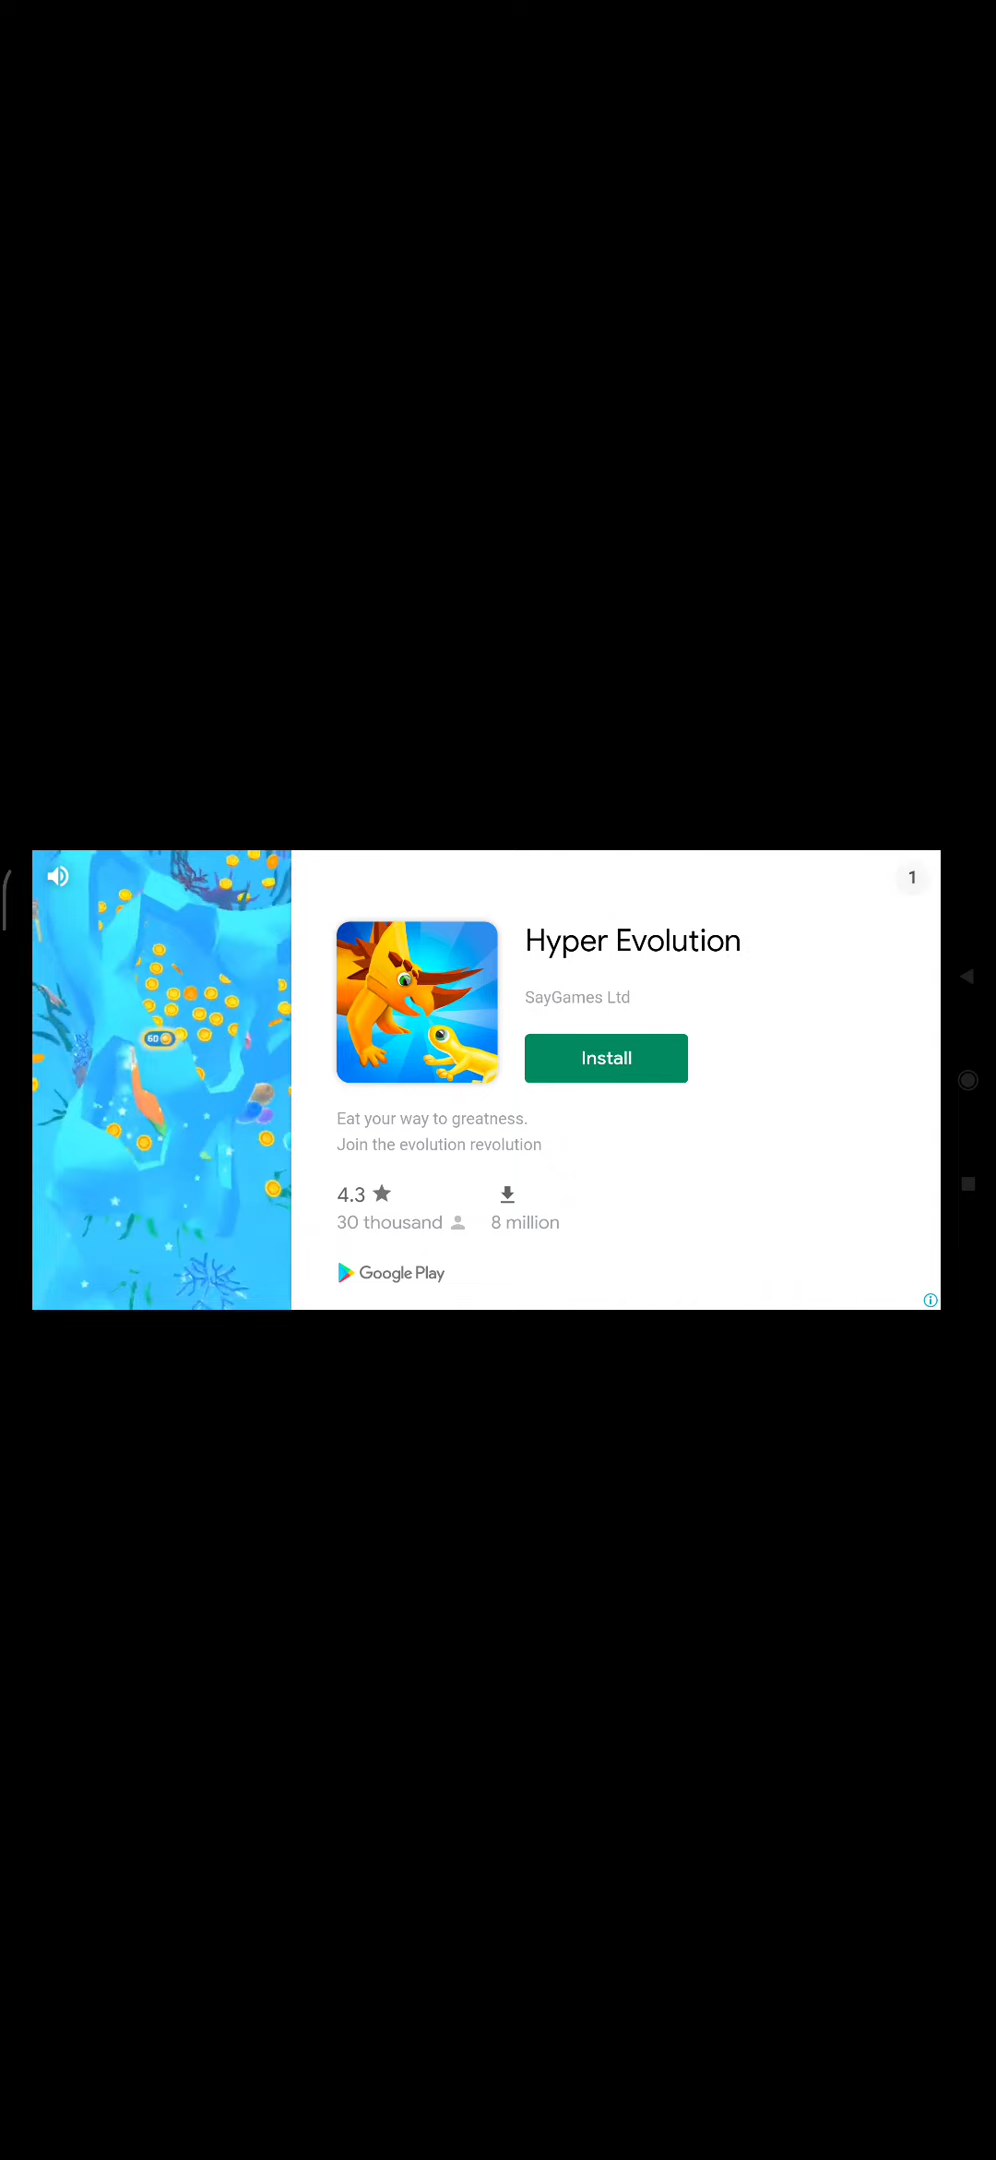 1
60
Hyper Evolution
SayGames Ltd
Install
Eat your way to greatness.
Join the evolution revolution
4.3
30 thousand 8 million
Google Play